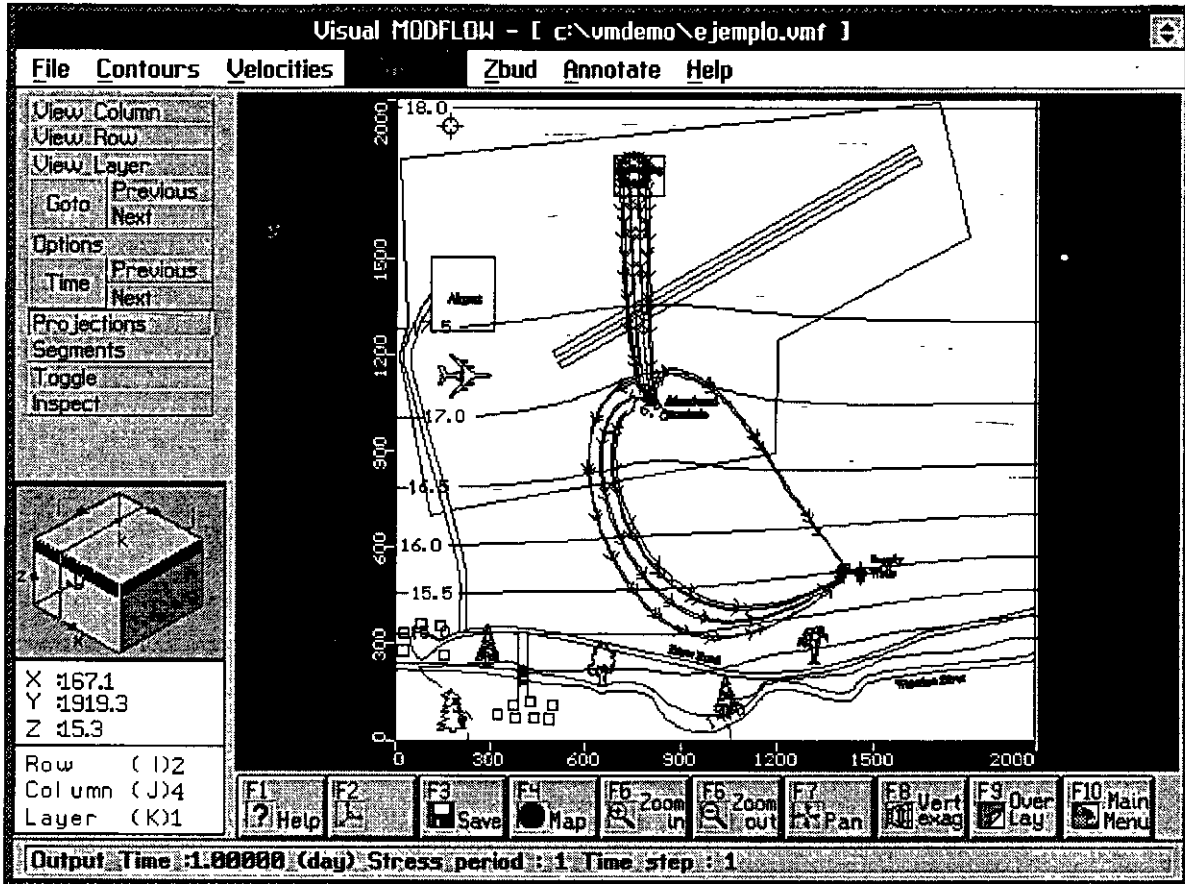 Visual MODFLOW - [ c:\vmdemo\ejemplo.vmf ]
File Contours Velocities Zbud Annotate Help
View Column
View Row
View Layer
Goto Previous
Next
Options
Time Previous
Next
Projections
Segments
Toggle
Inspect
X :167.1
Y :1919.3
Z :15.3
Row (I)2
Column (J)4
Layer (K)1
2000
1500
1200
900
600
300
0
18.0
Airport
17.0
16.5
16.0
15.5
0 300 600 900 1200 1500 2000
F1 ? Help
F2
F3 Save
F4 Map
F5 Zoom in
F6 Zoom out
F7 Pan
F8 Vert exag
F9 Over Lay
F10 Main Menu
Output Time :1.00000 (day) Stress period : 1 Time step : 1